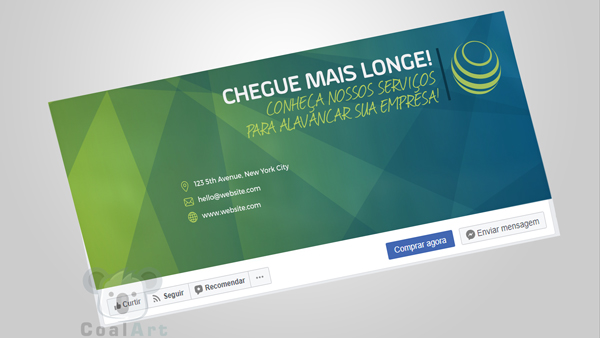 CHEGUE MAIS LONGE!
CONHEÇA NOSSOS SERVIÇOS
PARA ALAVANCAR SUA EMPRESA!
123 5th Avenue, New York City
hello@website.com
www.website.com
Comprar agora
Enviar mensagem
Curtir
Seguir
Recomendar
...
CoalArt